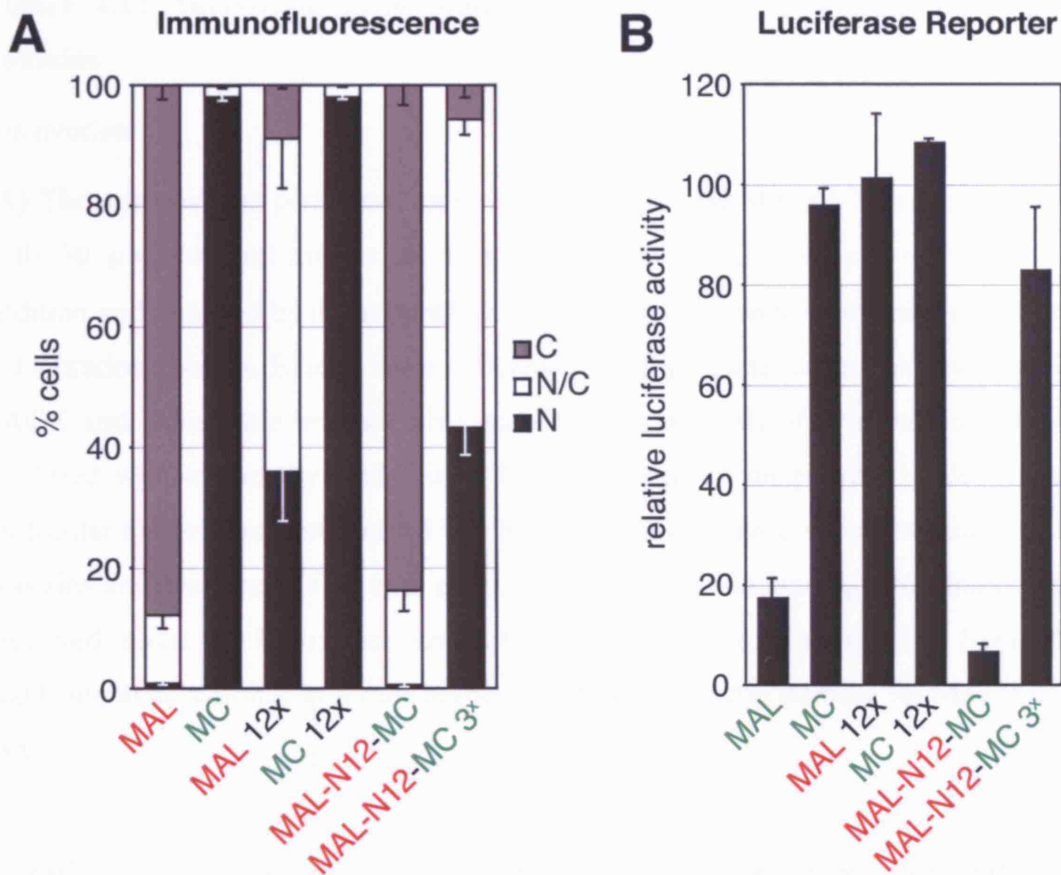 A Immunofluorescence
100
80
60
40
20
0
% cells
C
N/C
N
MAL
MC
MAL 12x
MC 12x
MAL-N12-MC
MAL-N12-MC 3x
B Luciferase Reporter
120
100
80
60
40
20
0
relative luciferase activity
MAL
MC
MAL 12x
MC 12x
MAL-N12-MC
MAL-N12-MC 3x